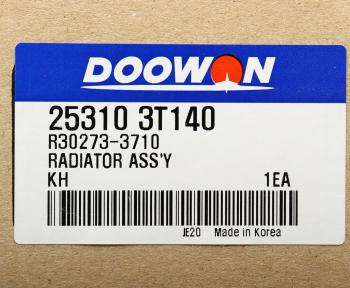 DOOWON
25310 3T140
R30273-3710
RADIATOR ASS'Y
KH 1EA
JE20 Made in Korea